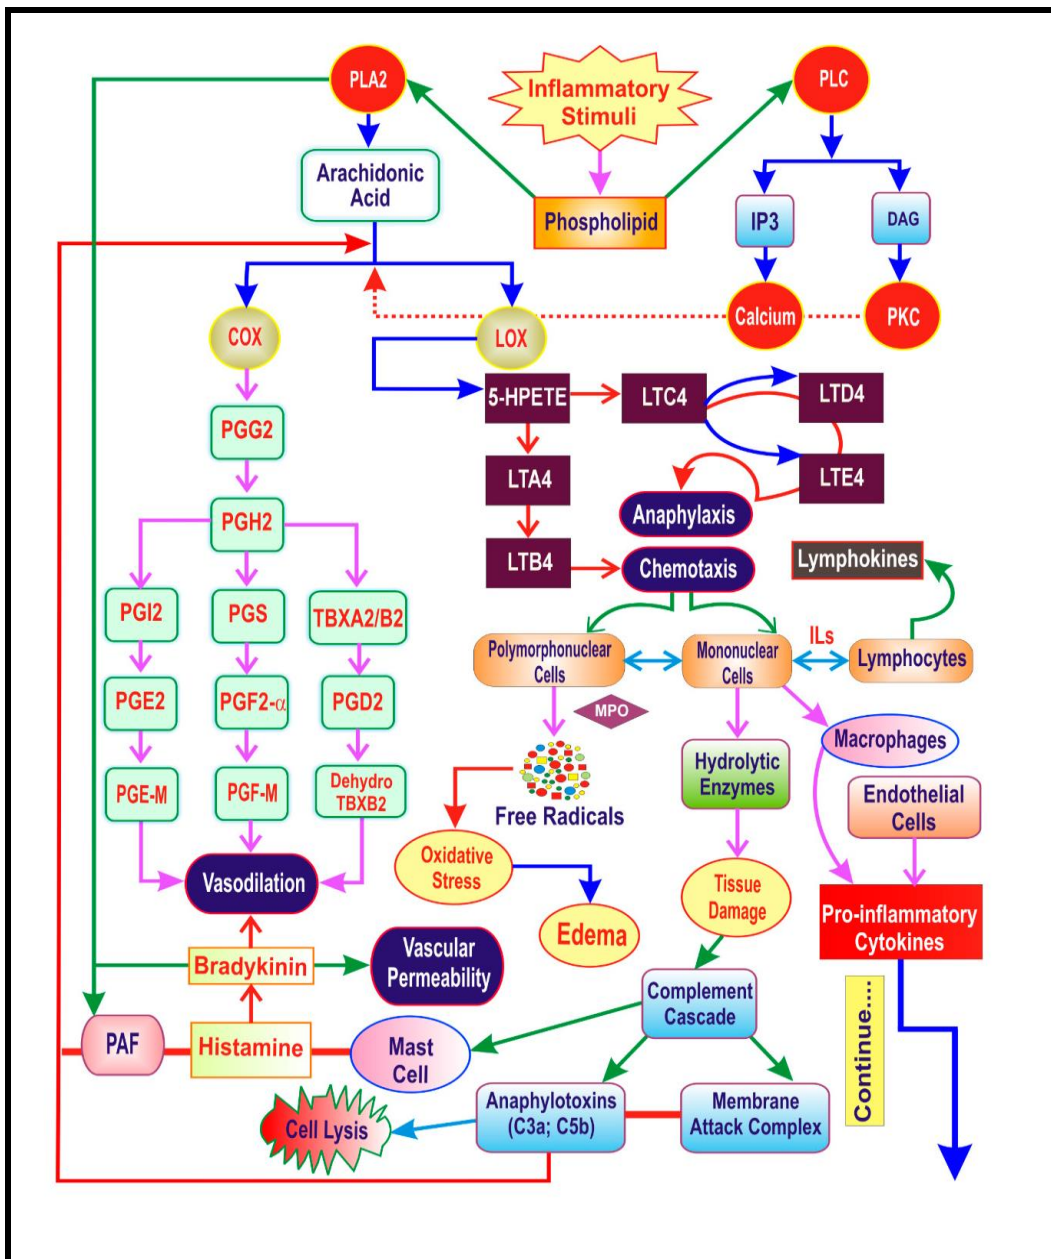 PLA2
Inflammatory
Stimuli
PLC
Arachidonic
Acid
Phospholipid
IP3
DAG
COX
LOX
Calcium
PKC
5-HPETE
LTC4
LTD4
PGG2
LTA4
LTE4
PGH2
Anaphylaxis
LTB4
Chemotaxis
Lymphokines
PGI2
PGS
TBXA2/B2
Polymorphonuclear
Cells
Mononuclear
Cells
ILs
Lymphocytes
PGE2
PGF2-α
PGD2
MPO
Macrophages
PGE-M
PGF-M
Dehydro
TBXB2
Free Radicals
Hydrolytic
Enzymes
Endothelial
Cells
Vasodilation
Oxidative
Stress
Tissue
Damage
Edema
Pro-inflammatory
Cytokines
Bradykinin
Vascular
Permeability
Complement
Cascade
Continue....
PAF
Histamine
Mast
Cell
Cell Lysis
Anaphylotoxins
(C3a; C5b)
Membrane
Attack Complex